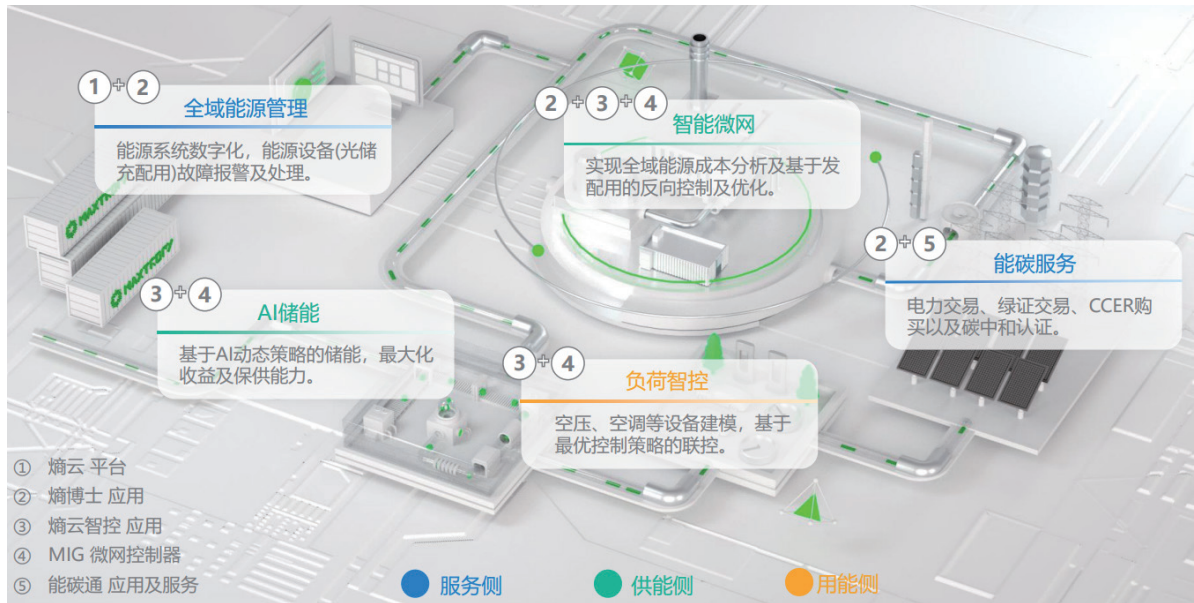 ①+②
全域能源管理
能源系统数字化，能源设备(光储
充配用)故障报警及处理。
②+③+④
智能微网
实现全域能源成本分析及基于发
配用的反向控制及优化。
②+⑤
能碳服务
电力交易、绿证交易、CCER购
买以及碳中和认证。
③+④
AI储能
基于AI动态策略的储能，最大化
收益及保供能力。
③+④
负荷智控
空压、空调等设备建模，基于
最优控制策略的联控。
① 熵云 平台
② 熵博士 应用
③ 熵云智控 应用
④ MIG 微网控制器
⑤ 能碳通 应用及服务
服务侧
供能侧
用能侧